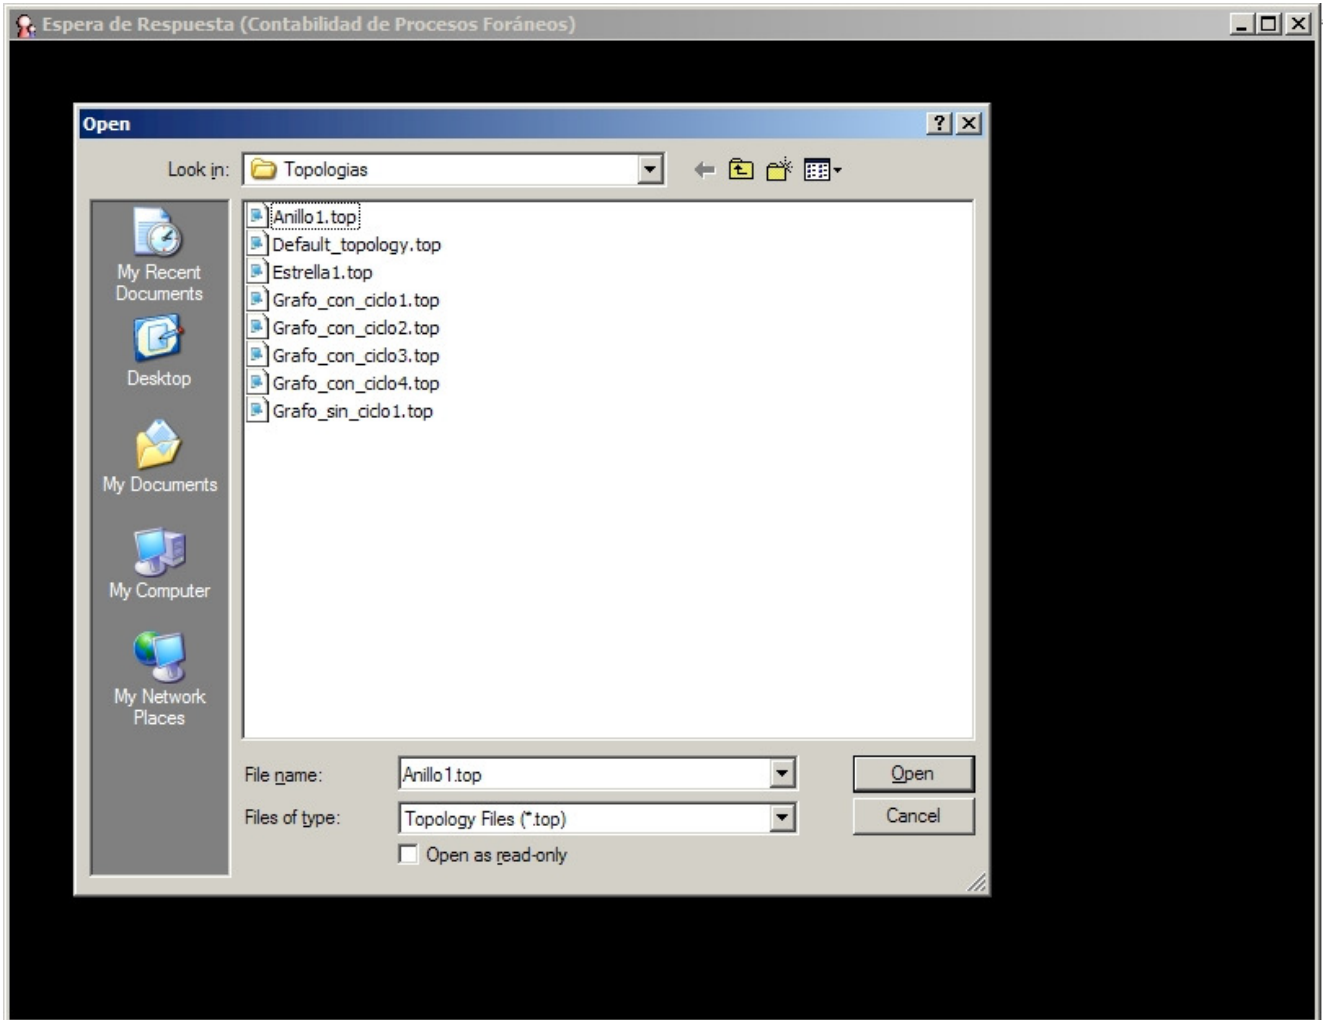 Espera de Respuesta (Contabilidad de Procesos Foráneos)
Open
Look in: Topologias
My Recent
Documents
Desktop
My Documents
My Computer
My Network
Places
Anillo1.top
Default_topology.top
Estrella1.top
Grafo_con_ciclo1.top
Grafo_con_ciclo2.top
Grafo_con_ciclo3.top
Grafo_con_ciclo4.top
Grafo_sin_ciclo1.top
File name: Anillo1.top Open
Files of type: Topology Files (*.top) Cancel
Open as read-only